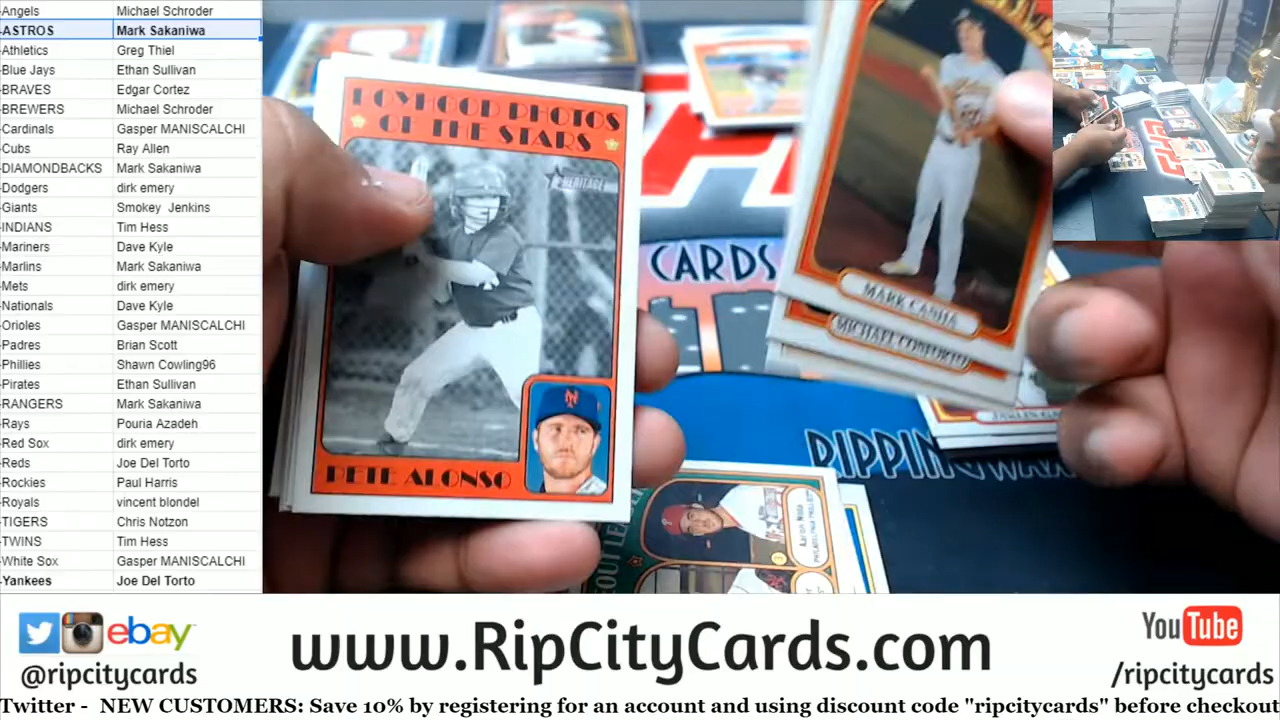 -Angels Michael Schroder
-ASTROS Mark Sakaniwa
-Athletics Greg Thiel
-Blue Jays Ethan Sullivan
-BRAVES Edgar Cortez
-BREWERS Michael Schroder
-Cardinals Gasper MANISCALCHI
-Cubs Ray Allen
-DIAMONDBACKS Mark Sakaniwa
-Dodgers dirk emery
-Giants Smokey Jenkins
-INDIANS Tim Hess
-Mariners Dave Kyle
-Marlins Mark Sakaniwa
-Mets dirk emery
-Nationals Dave Kyle
-Orioles Gasper MANISCALCHI
-Padres Brian Scott
-Phillies Shawn Cowling96
-Pirates Ethan Sullivan
-RANGERS Mark Sakaniwa
-Rays Pouria Azadeh
-Red Sox dirk emery
-Reds Joe Del Torto
-Rockies Paul Harris
-Royals vincent blondel
-TIGERS Chris Notzon
-TWINS Tim Hess
-White Sox Gasper MANISCALCHI
-Yankees Joe Del Torto
BOYHOOD PHOTOS
OF THE STARS
HERITAGE
PETE ALONSO
MARK CANHA
MICHAEL CONFORTO
CARDS
RIPPIN
Aaron Nola
ebay
@ripcitycards
www.RipCityCards.com
YouTube
/ripcitycards
Twitter - NEW CUSTOMERS: Save 10% by registering for an account and using discount code "ripcitycards" before checkout